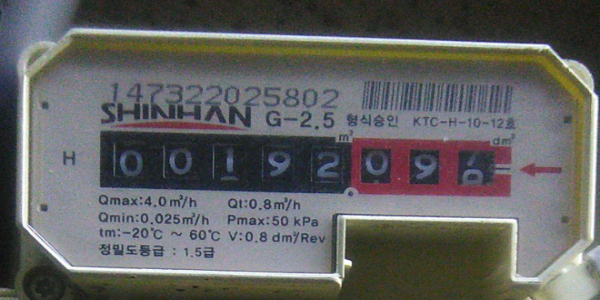 147322025802
SHINHAN G-2.5 형식승인 KTC-H-10-12호
m³ dm³
H 0 0 1 9 2 0 9
Qmax:4.0m³/h Qt:0.8m³/h
Qmin:0.025m³/h Pmax:50 kPa
tm:-20℃ ~ 60℃ V:0.8 dm³/Rev
정밀도등급 : 1.5급